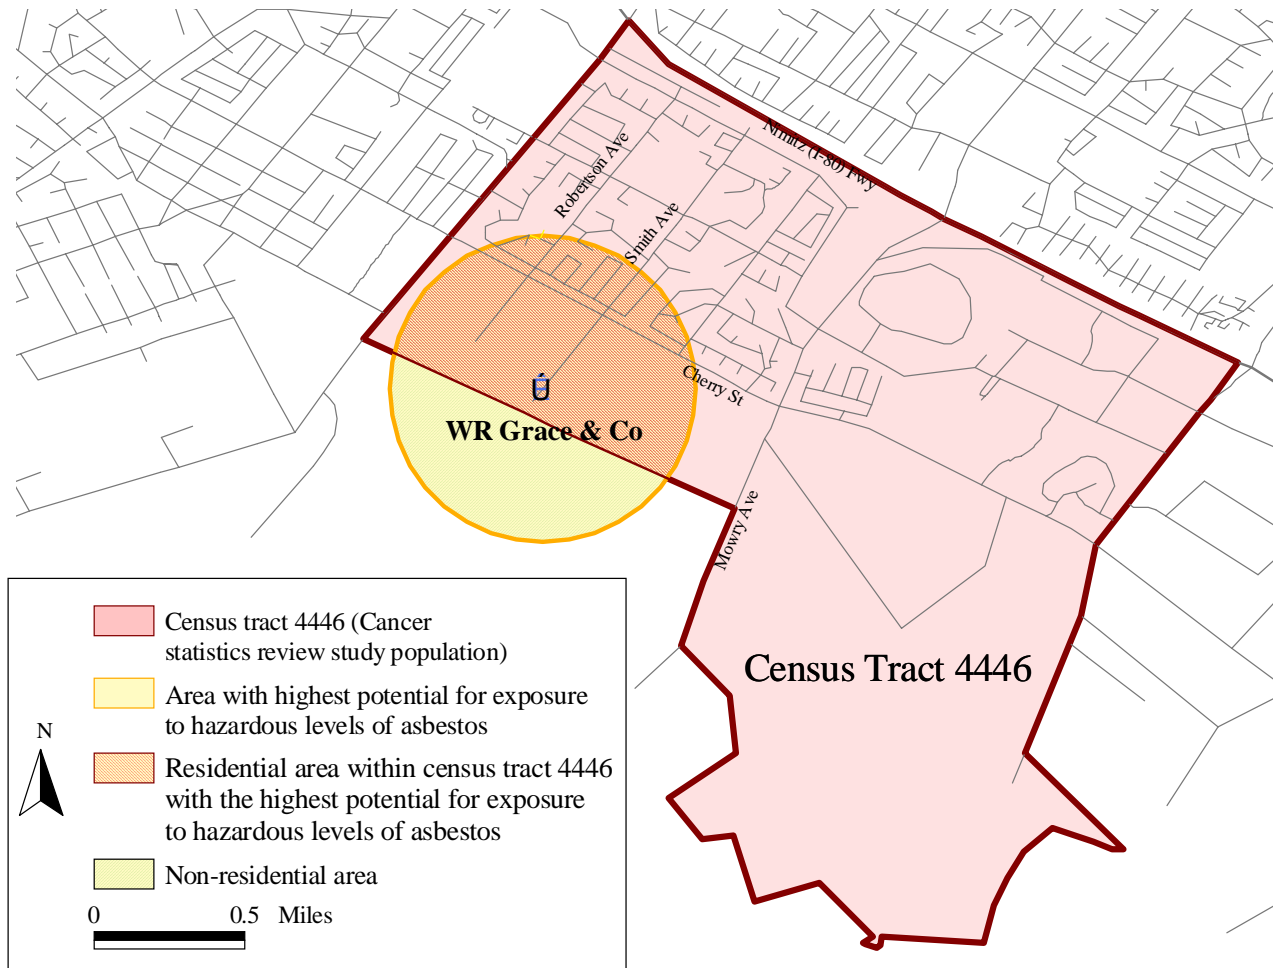 Nimitz (I-80) Fwy
Robertson Ave
Smith Ave
Cherry St
WR Grace & Co
Mowry Ave
Census Tract 4446
Census tract 4446 (Cancer
statistics review study population)
Area with highest potential for exposure
to hazardous levels of asbestos
N
Residential area within census tract 4446
with the highest potential for exposure
to hazardous levels of asbestos
Non-residential area
0 0.5 Miles